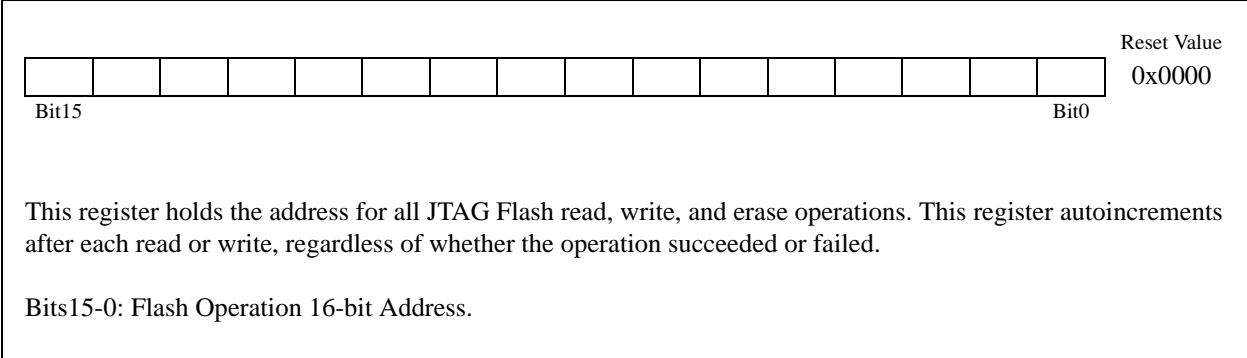 Reset Value
0x0000
Bit15
Bit0
This register holds the address for all JTAG Flash read, write, and erase operations. This register autoincrements
after each read or write, regardless of whether the operation succeeded or failed.
Bits15-0: Flash Operation 16-bit Address.